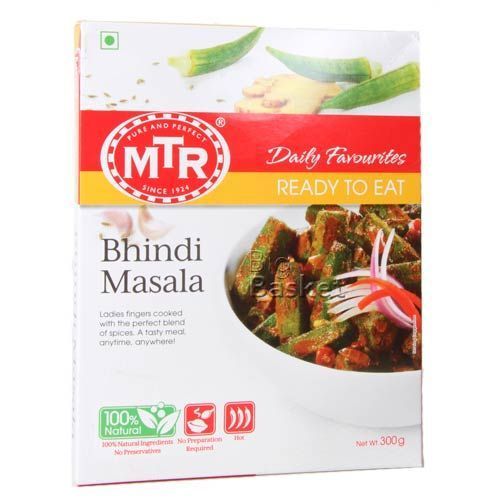 PURE AND PERFECT
MTR®
SINCE 1924
Daily Favourites
READY TO EAT
Bhindi
Masala
Big
Basket
Ladies fingers cooked
with the perfect blend
of spices. A tasty meal,
anytime, anywhere!
100%
Natural
100% Natural Ingredients
No Preservatives
No Preparation
Required
Hot
Net Wt. 300g